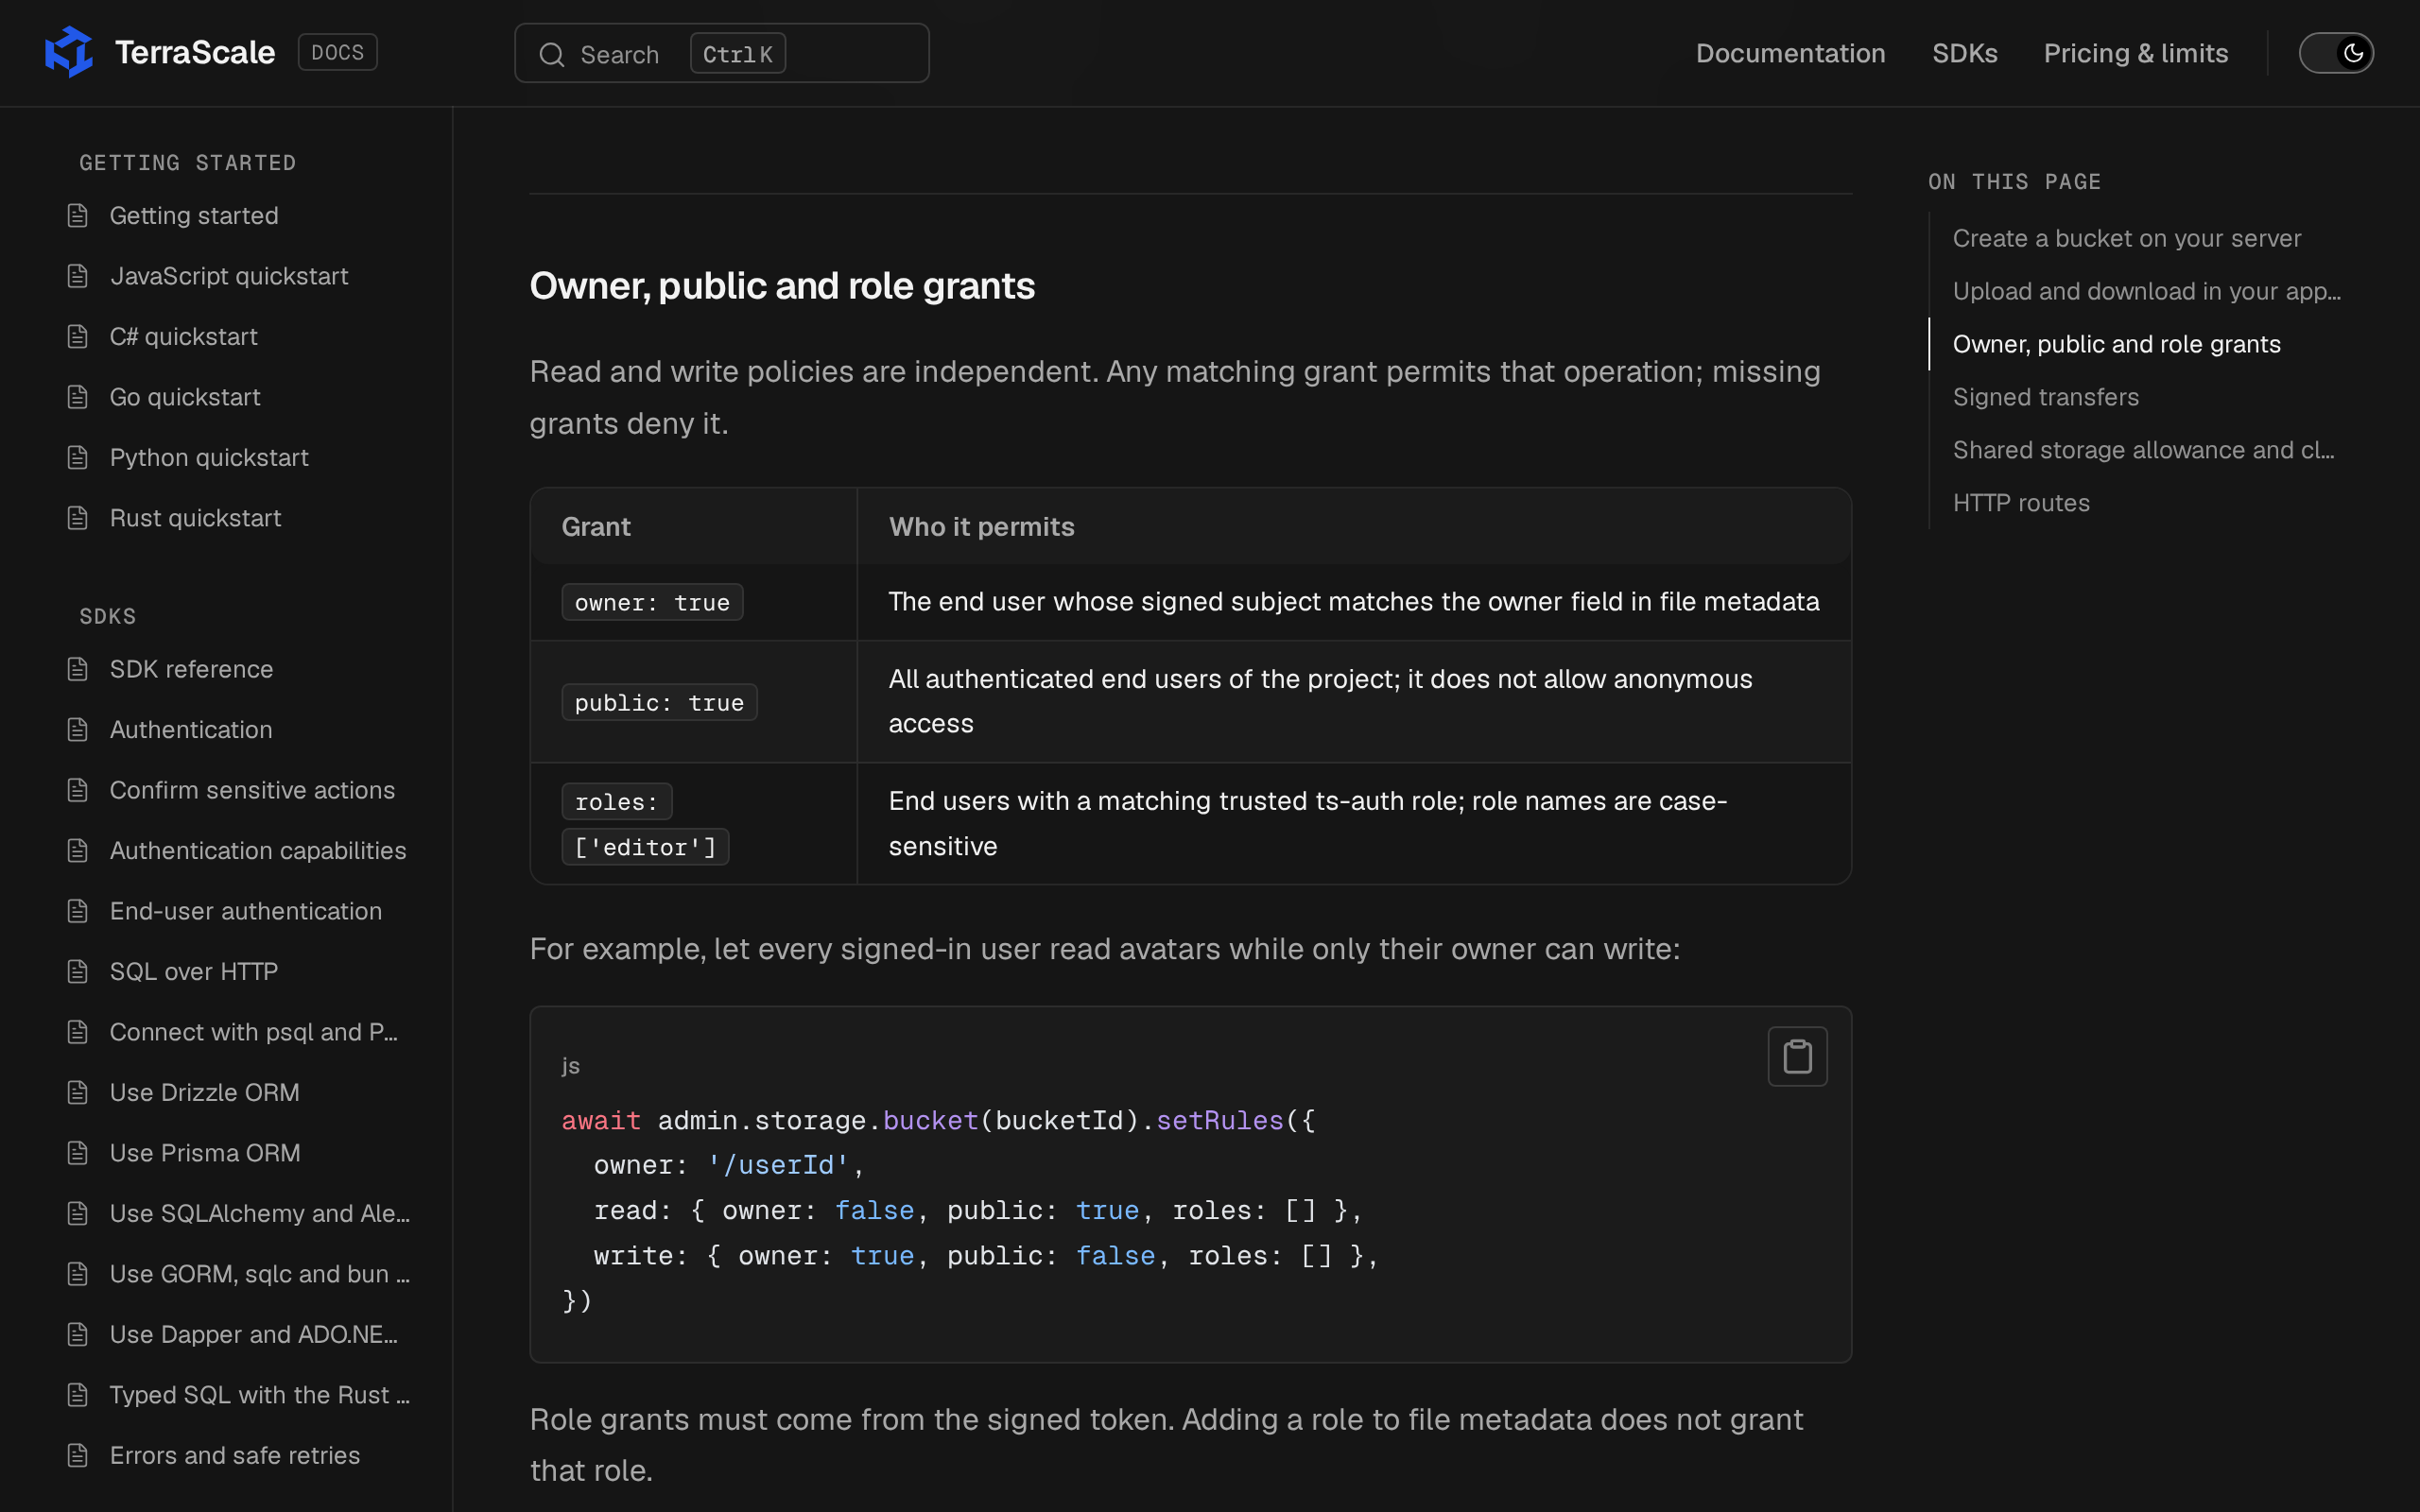 TerraScale DOCS
Search Ctrl K
Documentation SDKs Pricing & limits
GETTING STARTED
Getting started
JavaScript quickstart
C# quickstart
Go quickstart
Python quickstart
Rust quickstart
SDKS
SDK reference
Authentication
Confirm sensitive actions
Authentication capabilities
End-user authentication
SQL over HTTP
Connect with psql and P...
Use Drizzle ORM
Use Prisma ORM
Use SQLAlchemy and Ale...
Use GORM, sqlc and bun ...
Use Dapper and ADO.NE...
Typed SQL with the Rust ...
Errors and safe retries
Owner, public and role grants
Read and write policies are independent. Any matching grant permits that operation; missing
grants deny it.
Grant Who it permits
owner: true The end user whose signed subject matches the owner field in file metadata
public: true All authenticated end users of the project; it does not allow anonymous
access
roles: End users with a matching trusted ts-auth role; role names are case-
['editor'] sensitive
For example, let every signed-in user read avatars while only their owner can write:
js
await admin.storage.bucket(bucketId).setRules({
  owner: '/userId',
  read: { owner: false, public: true, roles: [] },
  write: { owner: true, public: false, roles: [] },
})
Role grants must come from the signed token. Adding a role to file metadata does not grant
that role.
ON THIS PAGE
Create a bucket on your server
Upload and download in your app...
Owner, public and role grants
Signed transfers
Shared storage allowance and cl...
HTTP routes